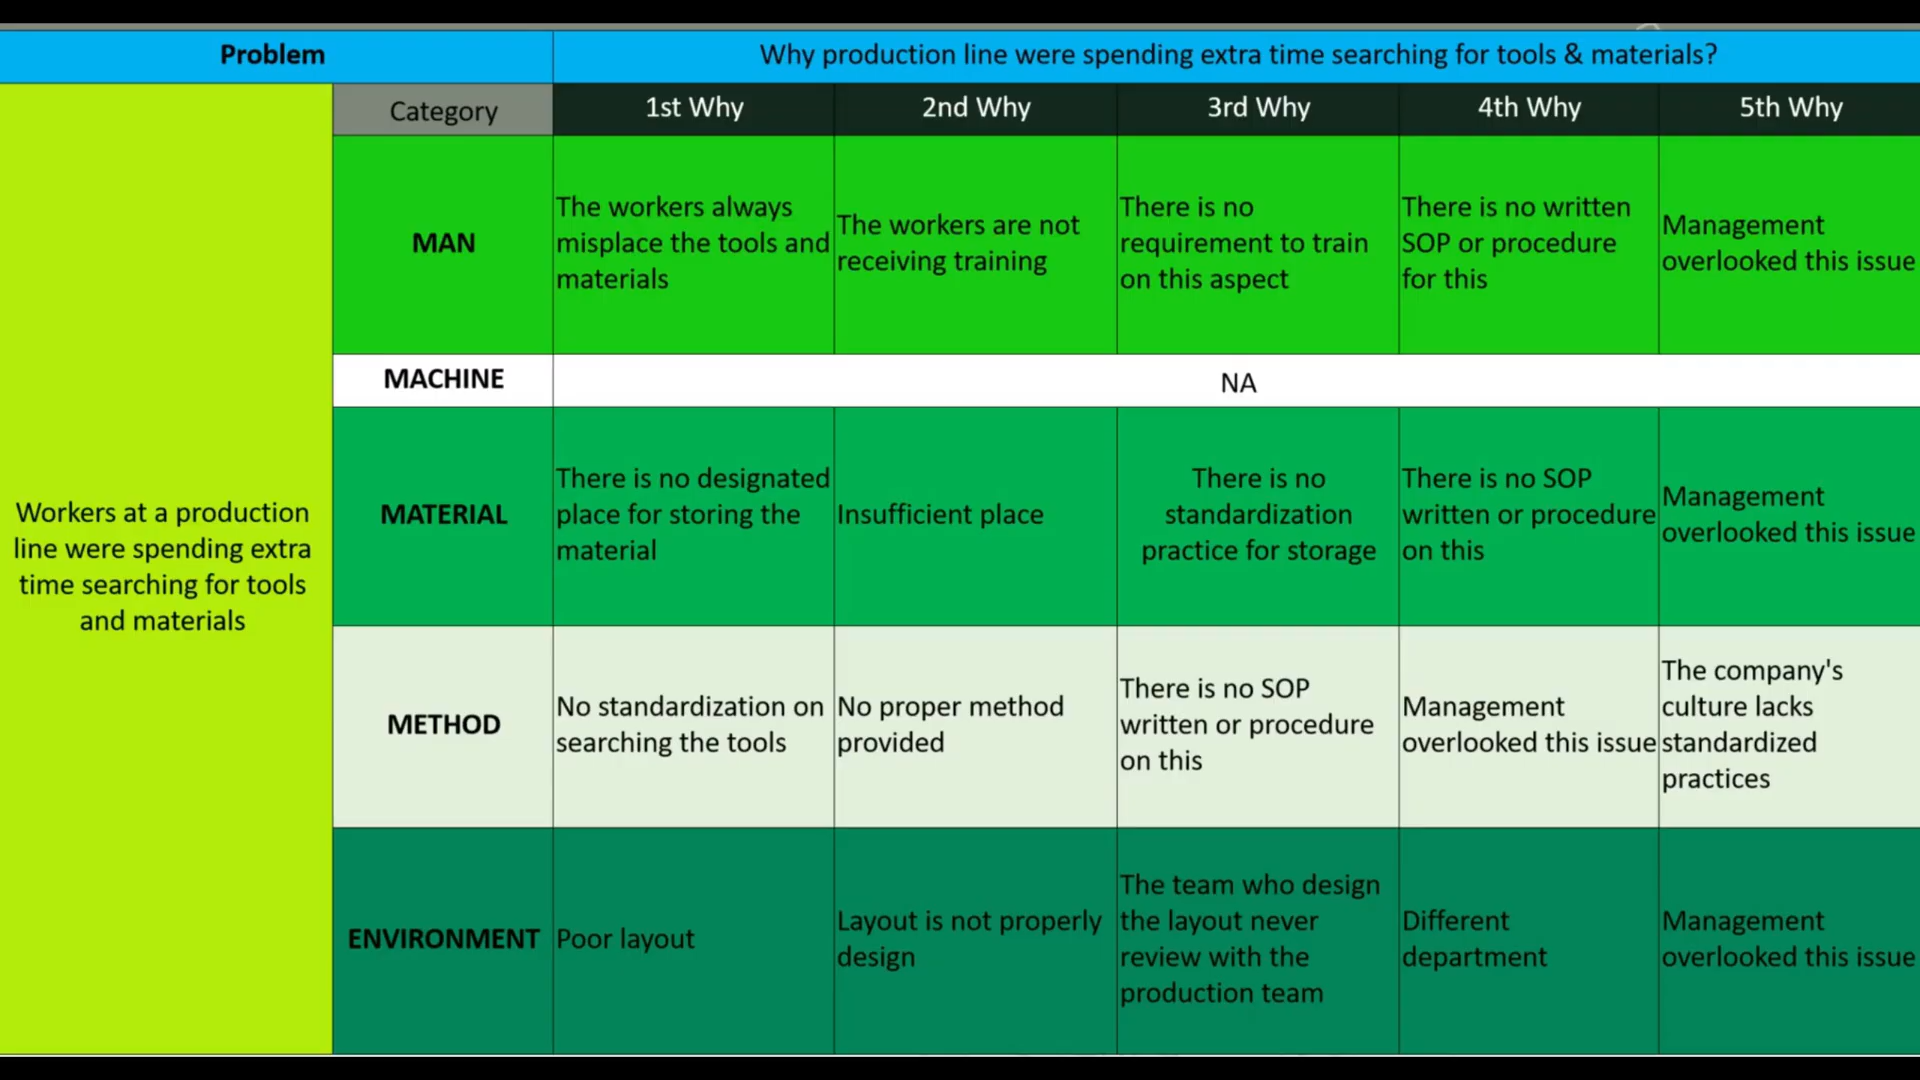 Problem
Why production line were spending extra time searching for tools & materials?
Category
1st Why
2nd Why
3rd Why
4th Why
5th Why
Workers at a production
line were spending extra
time searching for tools
and materials
MAN
The workers always
misplace the tools and
materials
The workers are not
receiving training
There is no
requirement to train
on this aspect
There is no written
SOP or procedure
for this
Management
overlooked this issue
MACHINE
NA
MATERIAL
There is no designated
place for storing the
material
Insufficient place
There is no
standardization
practice for storage
There is no SOP
written or procedure
on this
Management
overlooked this issue
METHOD
No standardization on
searching the tools
No proper method
provided
There is no SOP
written or procedure
on this
Management
overlooked this issue
The company's
culture lacks
standardized
practices
ENVIRONMENT
Poor layout
Layout is not properly
design
The team who design
the layout never
review with the
production team
Different
department
Management
overlooked this issue